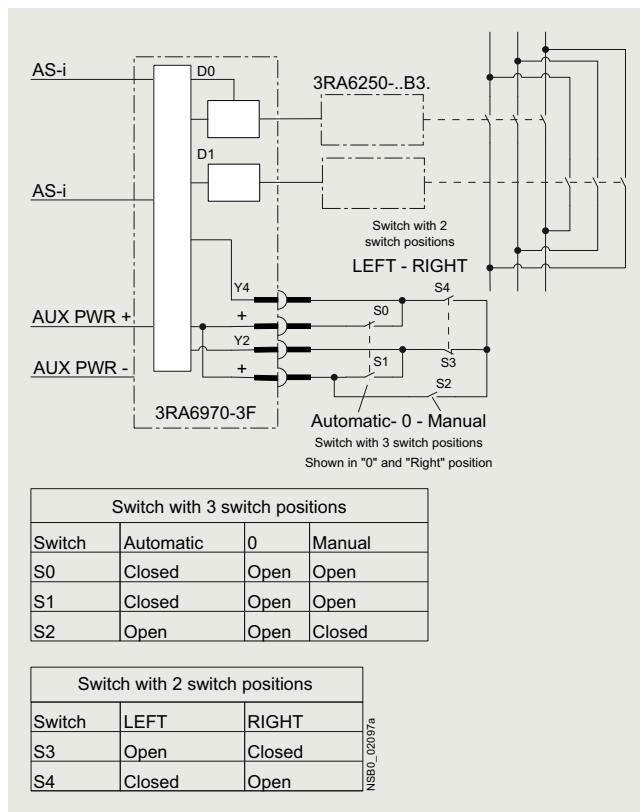 AS-i
D0
3RA6250-..B3.
D1
AS-i
Switch with 2
switch positions
LEFT - RIGHT
Y4
S4
S0
AUX PWR +
+
Y2
S3
S1
AUX PWR -
+
S2
3RA6970-3F
Automatic- 0 - Manual
Switch with 3 switch positions
Shown in "0" and "Right" position
Switch with 3 switch positions
Switch Automatic 0 Manual
S0 Closed Open Open
S1 Closed Open Open
S2 Open Open Closed
Switch with 2 switch positions
Switch LEFT RIGHT
S3 Open Closed
S4 Closed Open
NSB0_02097a